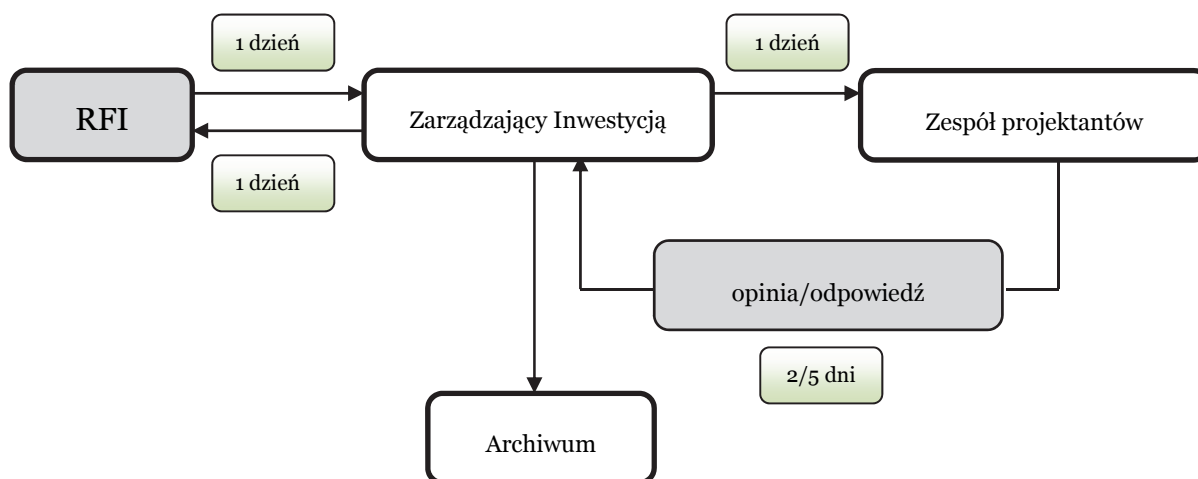 1 dzień
1 dzień
RFI
Zarządzający Inwestycją
Zespół projektantów
1 dzień
opinia/odpowiedź
2/5 dni
Archiwum